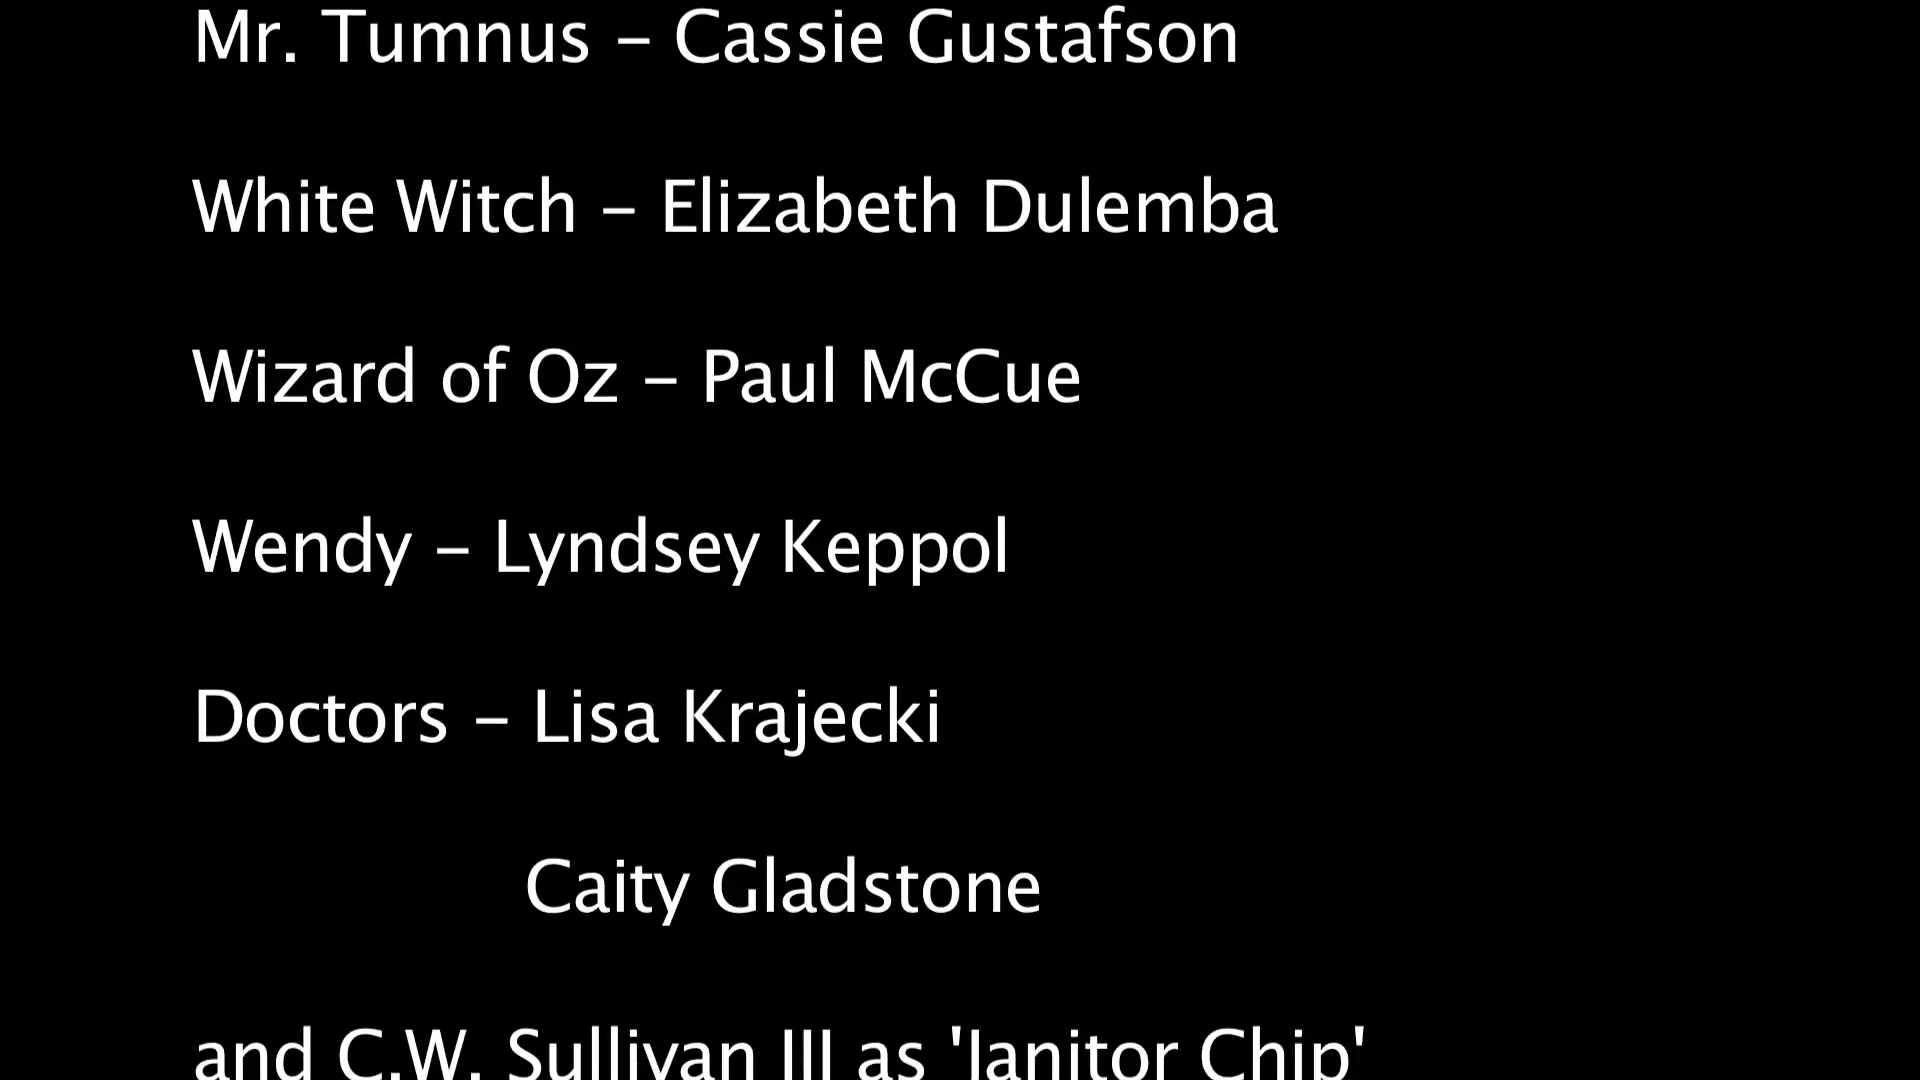 Mr. Tumnus - Cassie Gustafson
White Witch - Elizabeth Dulemba
Wizard of Oz - Paul McCue
Wendy - Lyndsey Keppol
Doctors - Lisa Krajecki
Caity Gladstone
and C.W. Sullivan III as 'Janitor Chip'